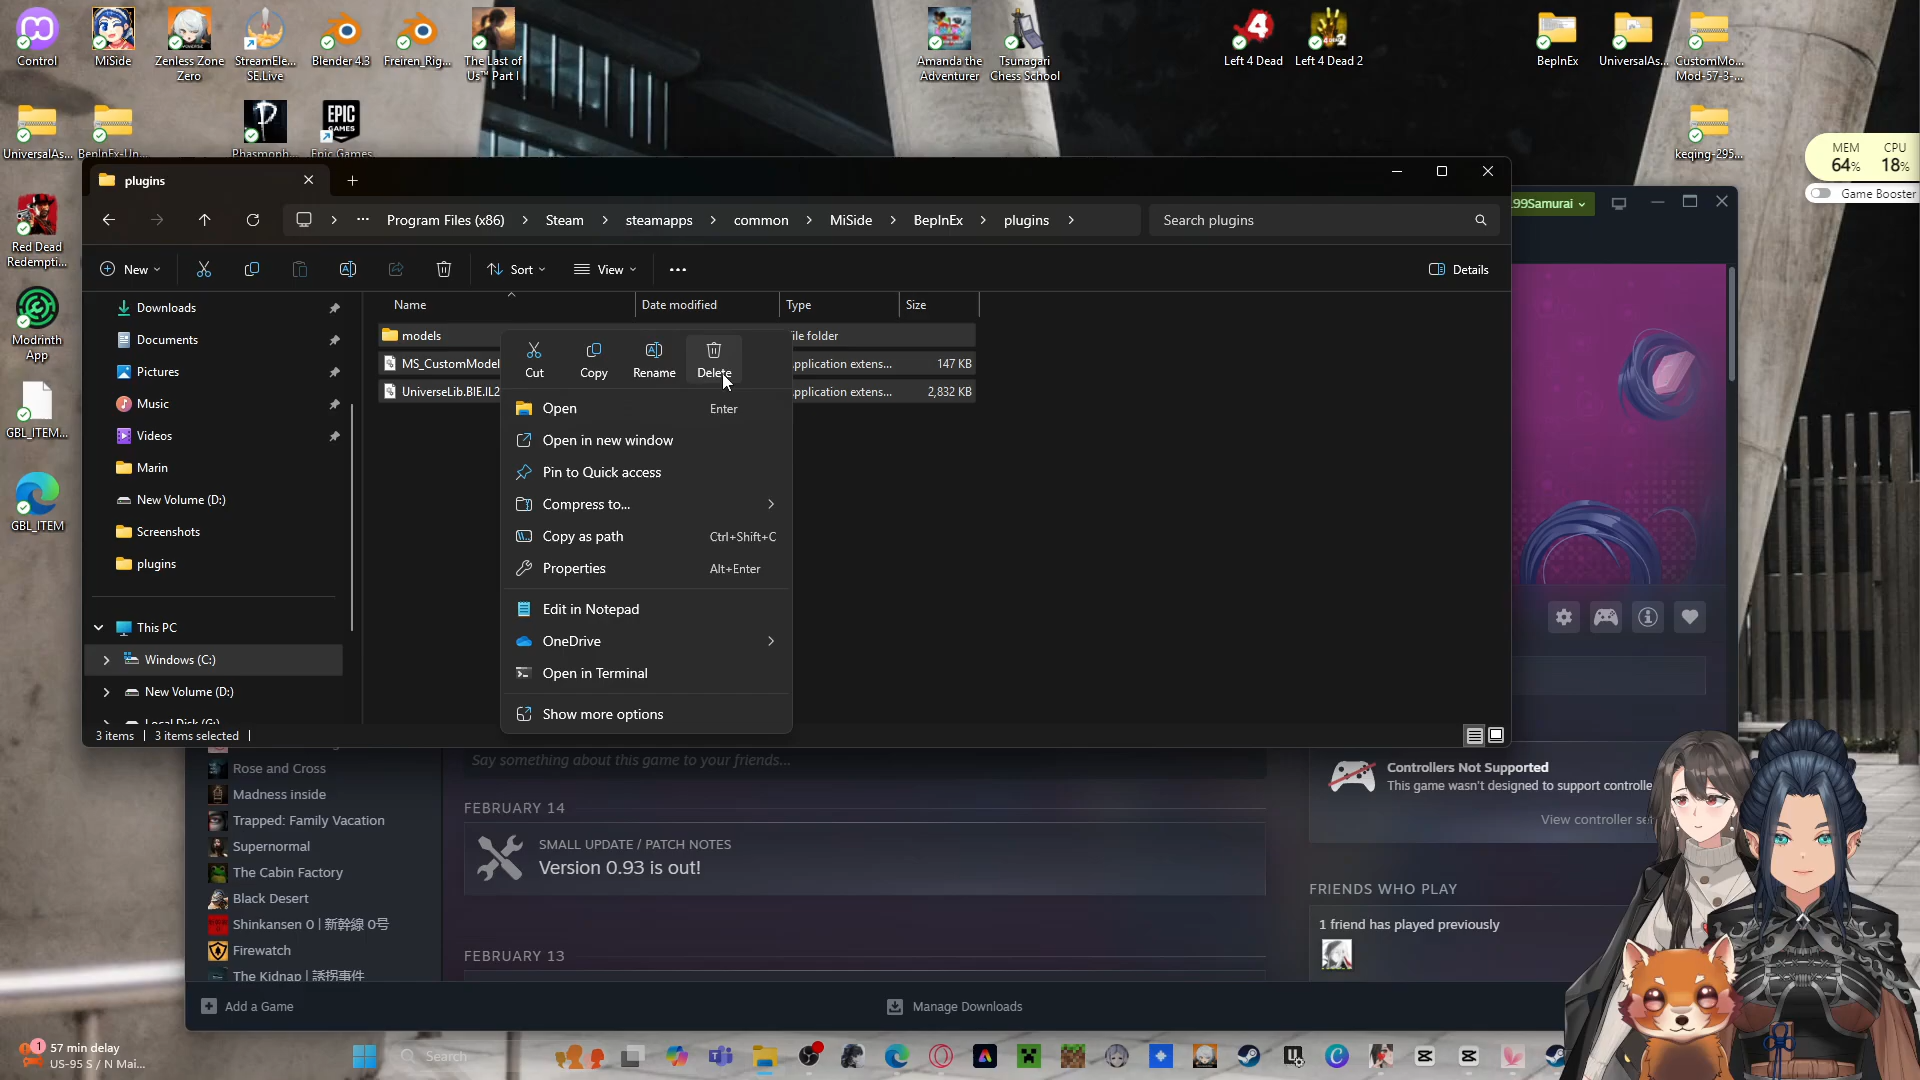 Control
MiSide
Zenless Zone
Zero
StreamEle...
SE.Live
Blender 4.3
Freiren_Rig...
The Last of
Us™ Part I
Amanda the
Adventurer
Tsunagari
Chess School
Left 4 Dead
Left 4 Dead 2
BepInEx
UniversalAs...
CustomMo...
Mod-57-3-...
UniversalAs...
BepInEx-Un...
Phasmoph...
EPIC
GAMES
Epic Games
keqing-295...
MEM
CPU
64%
18%
Game Booster
plugins
Program Files (x86)
Steam
steamapps
common
MiSide
BepInEx
plugins
Search plugins
.99Samurai
Red Dead
Redempti...
New
Sort
View
Details
Modrinth
App
GBL_ITEM...
GBL_ITEM
Downloads
Documents
Pictures
Music
Videos
Marin
New Volume (D:)
Screenshots
plugins
This PC
Windows (C:)
New Volume (D:)
Local Disk (G:)
Name
Date modified
Type
Size
models
ile folder
MS_CustomModel
pplication extens...
147 KB
UniverseLib.BIE.IL2
pplication extens...
2,832 KB
Cut
Copy
Rename
Delete
Open
Enter
Open in new window
Pin to Quick access
Compress to...
Copy as path
Ctrl+Shift+C
Properties
Alt+Enter
Edit in Notepad
OneDrive
Open in Terminal
Show more options
3 items
3 items selected
Say something about this game to your friends...
Rose and Cross
Madness inside
Trapped: Family Vacation
Supernormal
The Cabin Factory
Black Desert
Shinkansen 0 | 新幹線 0号
Firewatch
The Kidnap | 誘拐事件
FEBRUARY 14
SMALL UPDATE / PATCH NOTES
Version 0.93 is out!
FEBRUARY 13
Controllers Not Supported
This game wasn't designed to support controlle
View controller se
FRIENDS WHO PLAY
1 friend has played previously
Add a Game
Manage Downloads
1
57 min delay
US-95 S / N Mai...
Search